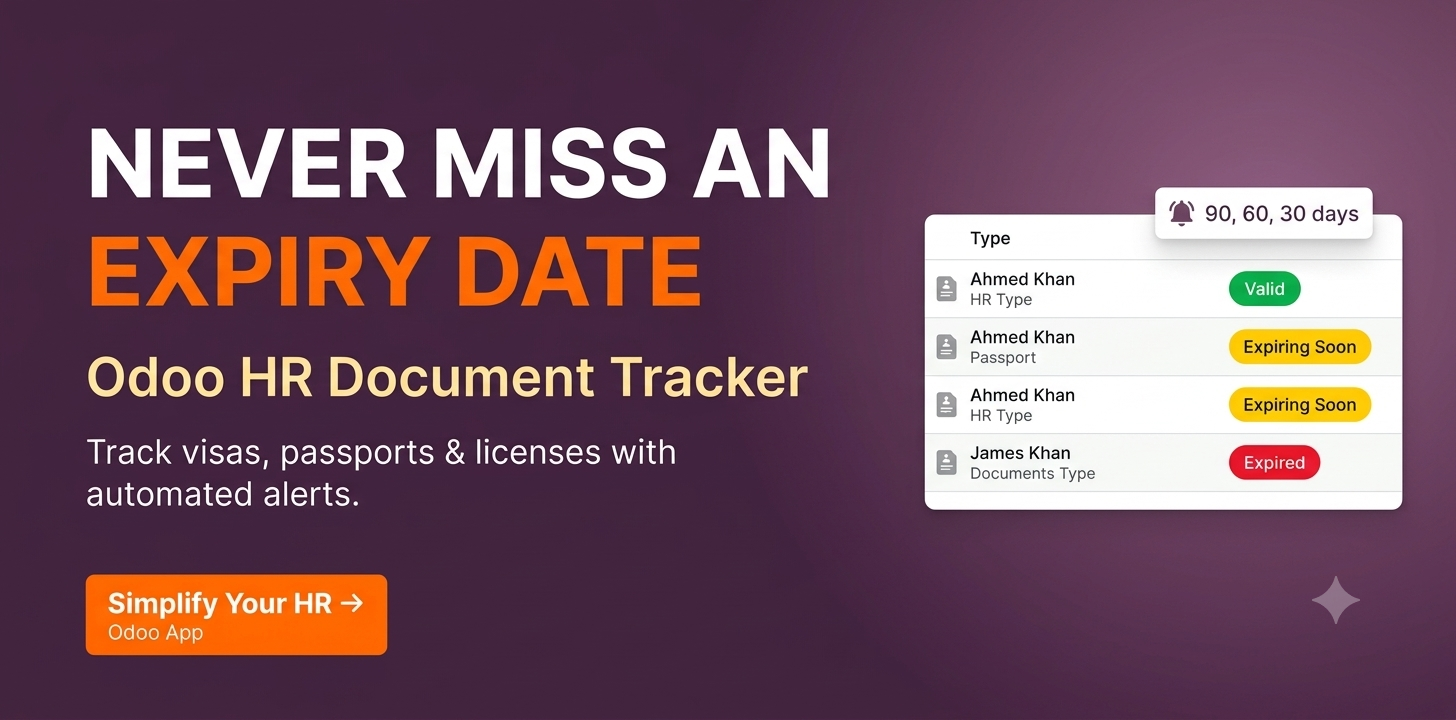 NEVER MISS AN
EXPIRY DATE
Odoo HR Document Tracker
Track visas, passports & licenses with
automated alerts.
Simplify Your HR →
Odoo App
90, 60, 30 days
Type
Ahmed Khan
HR Type
Valid
Ahmed Khan
Passport
Expiring Soon
Ahmed Khan
HR Type
Expiring Soon
James Khan
Documents Type
Expired